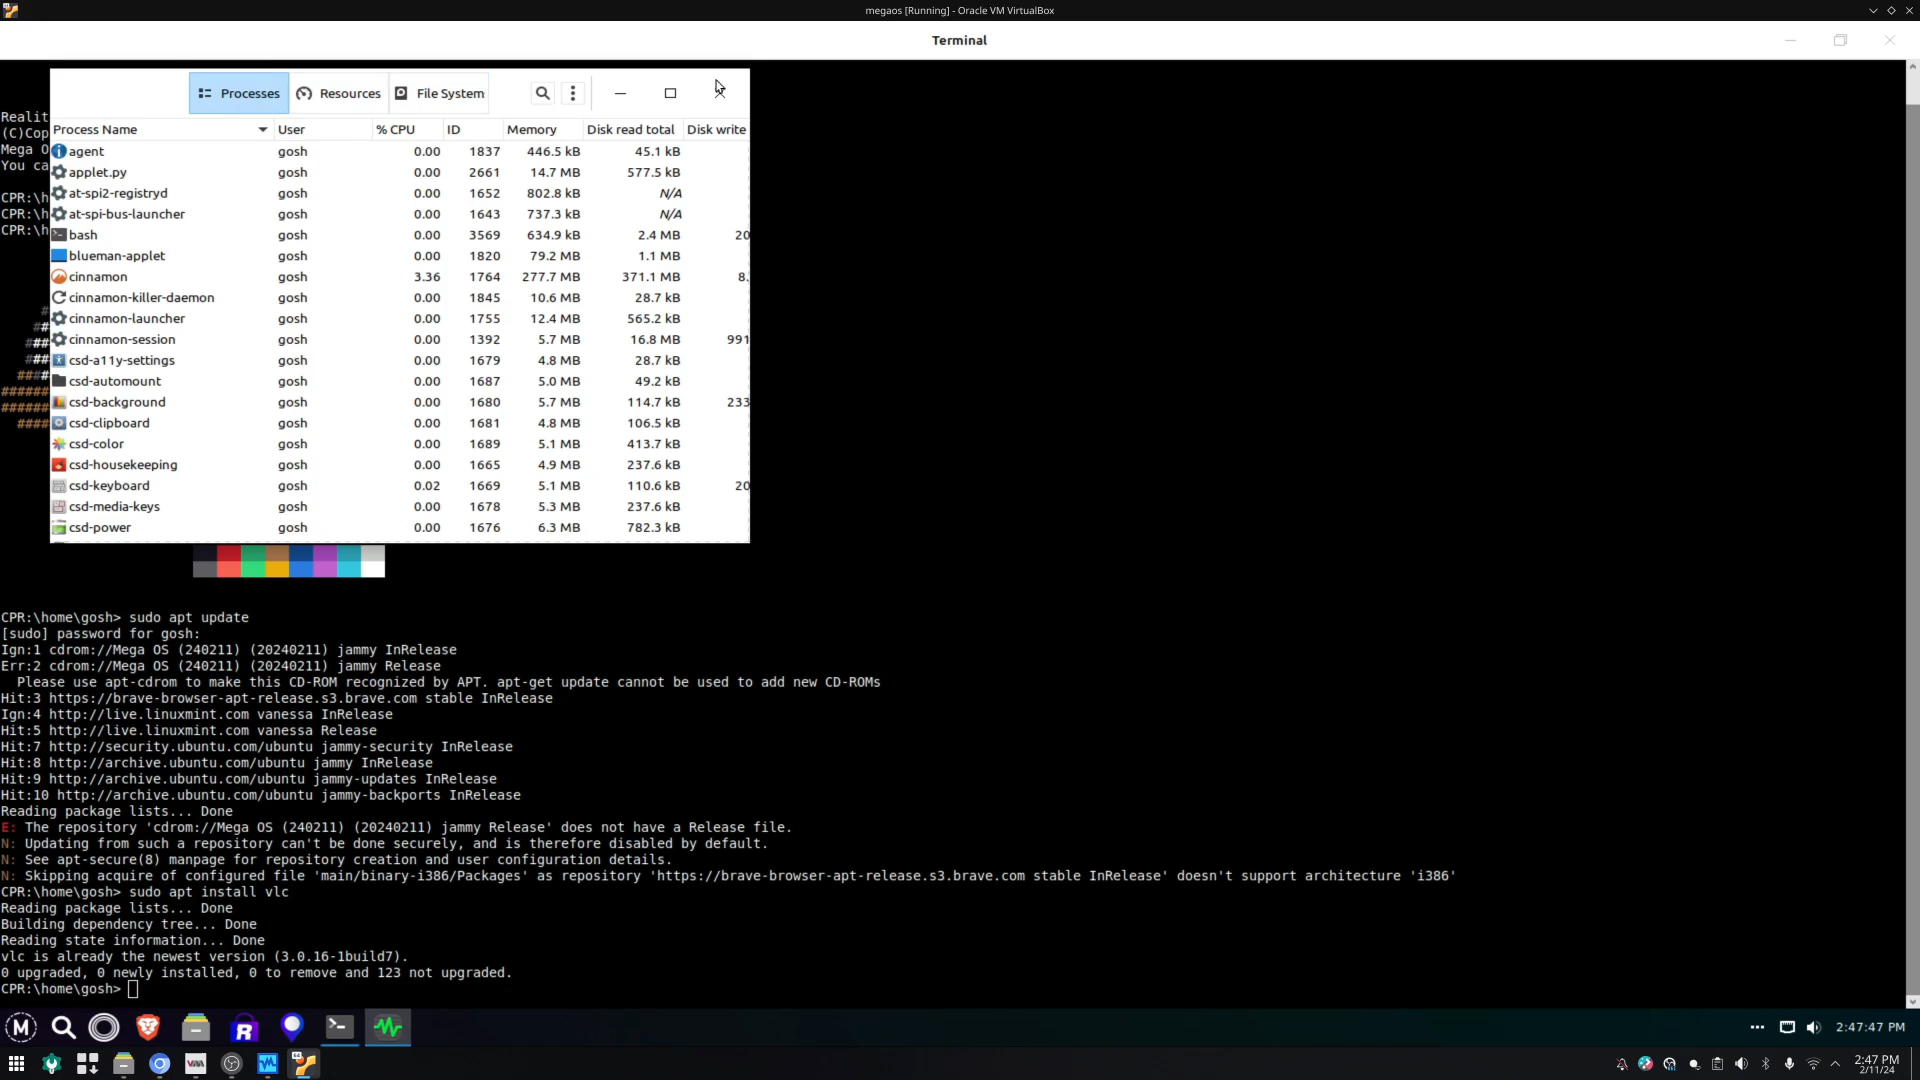 megaos [Running] - Oracle VM VirtualBox
Terminal
Processes Resources File System
Process Name User % CPU ID Memory Disk read total Disk write
agent gosh 0.00 1837 446.5 kB 45.1 kB
applet.py gosh 0.00 2661 14.7 MB 577.5 kB
at-spi2-registryd gosh 0.00 1652 802.8 kB N/A
at-spi-bus-launcher gosh 0.00 1643 737.3 kB N/A
bash gosh 0.00 3569 634.9 kB 2.4 MB 20
blueman-applet gosh 0.00 1820 79.2 MB 1.1 MB
cinnamon gosh 3.36 1764 277.7 MB 371.1 MB 8.
cinnamon-killer-daemon gosh 0.00 1845 10.6 MB 28.7 kB
cinnamon-launcher gosh 0.00 1755 12.4 MB 565.2 kB
cinnamon-session gosh 0.00 1392 5.7 MB 16.8 MB 991
csd-a11y-settings gosh 0.00 1679 4.8 MB 28.7 kB
csd-automount gosh 0.00 1687 5.0 MB 49.2 kB
csd-background gosh 0.00 1680 5.7 MB 114.7 kB 233
csd-clipboard gosh 0.00 1681 4.8 MB 106.5 kB
csd-color gosh 0.00 1689 5.1 MB 413.7 kB
csd-housekeeping gosh 0.00 1665 4.9 MB 237.6 kB
csd-keyboard gosh 0.02 1669 5.1 MB 110.6 kB 20
csd-media-keys gosh 0.00 1678 5.3 MB 237.6 kB
csd-power gosh 0.00 1676 6.3 MB 782.3 kB
Realit
(C)Cop
Mega O
You ca
CPR:\h
CPR:\h
CPR:\h
#
##
###
###
####
######
######
####
CPR:\home\gosh> sudo apt update
[sudo] password for gosh:
Ign:1 cdrom://Mega OS (240211) (20240211) jammy InRelease
Err:2 cdrom://Mega OS (240211) (20240211) jammy Release
Please use apt-cdrom to make this CD-ROM recognized by APT. apt-get update cannot be used to add new CD-ROMs
Hit:3 https://brave-browser-apt-release.s3.brave.com stable InRelease
Ign:4 http://live.linuxmint.com vanessa InRelease
Hit:5 http://live.linuxmint.com vanessa Release
Hit:7 http://security.ubuntu.com/ubuntu jammy-security InRelease
Hit:8 http://archive.ubuntu.com/ubuntu jammy InRelease
Hit:9 http://archive.ubuntu.com/ubuntu jammy-updates InRelease
Hit:10 http://archive.ubuntu.com/ubuntu jammy-backports InRelease
Reading package lists... Done
E: The repository 'cdrom://Mega OS (240211) (20240211) jammy Release' does not have a Release file.
N: Updating from such a repository can't be done securely, and is therefore disabled by default.
N: See apt-secure(8) manpage for repository creation and user configuration details.
N: Skipping acquire of configured file 'main/binary-i386/Packages' as repository 'https://brave-browser-apt-release.s3.brave.com stable InRelease' doesn't support architecture 'i386'
CPR:\home\gosh> sudo apt install vlc
Reading package lists... Done
Building dependency tree... Done
Reading state information... Done
vlc is already the newest version (3.0.16-1build7).
0 upgraded, 0 newly installed, 0 to remove and 123 not upgraded.
CPR:\home\gosh>
M R 2:47:47 PM
2:47 PM
2/11/24